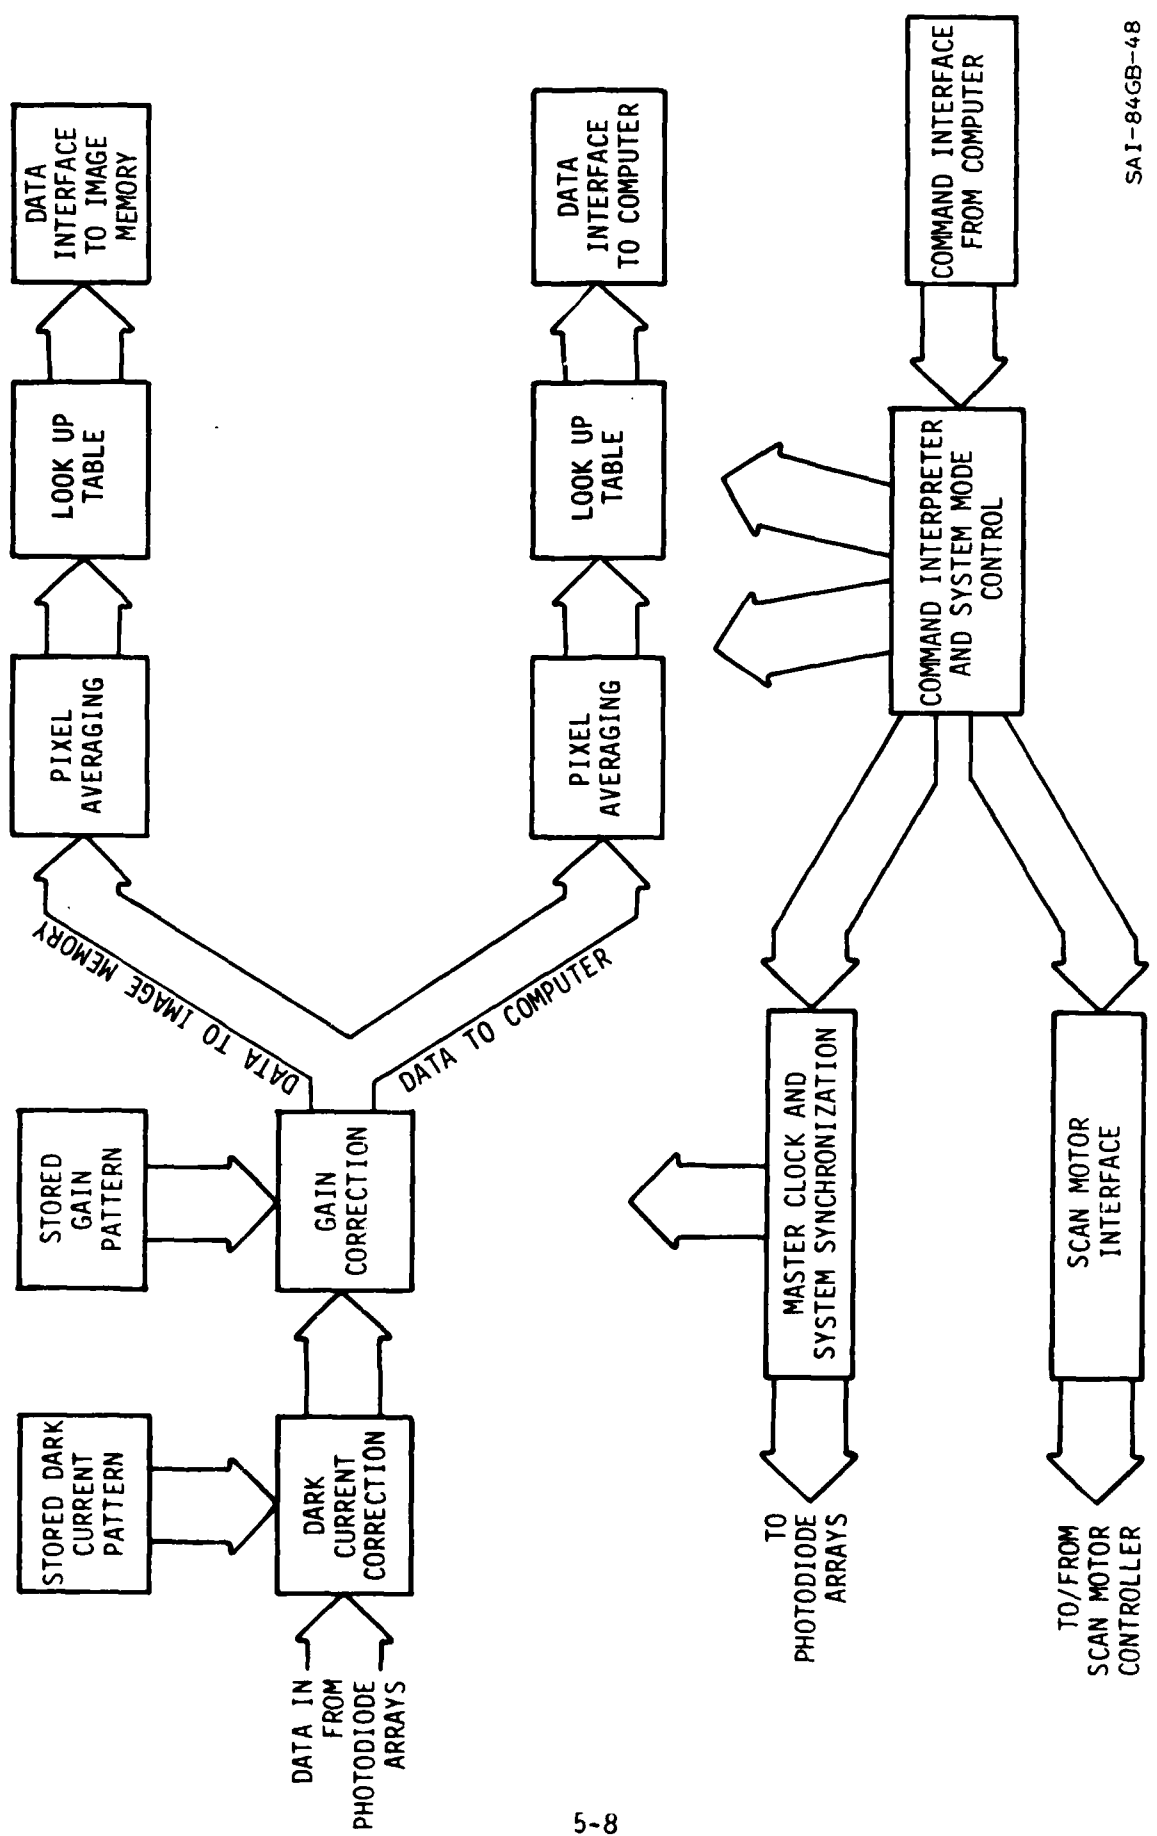 STORED DARK
CURRENT
PATTERN
STORED
GAIN
PATTERN
DATA IN
FROM
PHOTODIODE
ARRAYS
DARK
CURRENT
CORRECTION
GAIN
CORRECTION
DATA TO IMAGE MEMORY
DATA TO COMPUTER
PIXEL
AVERAGING
LOOK UP
TABLE
DATA
INTERFACE
TO IMAGE
MEMORY
PIXEL
AVERAGING
LOOK UP
TABLE
DATA
INTERFACE
TO COMPUTER
TO
PHOTODIODE
ARRAYS
MASTER CLOCK AND
SYSTEM SYNCHRONIZATION
COMMAND INTERPRETER
AND SYSTEM MODE
CONTROL
COMMAND INTERFACE
FROM COMPUTER
TO/FROM
SCAN MOTOR
CONTROLLER
SCAN MOTOR
INTERFACE
SAI-84GB-48
5-8